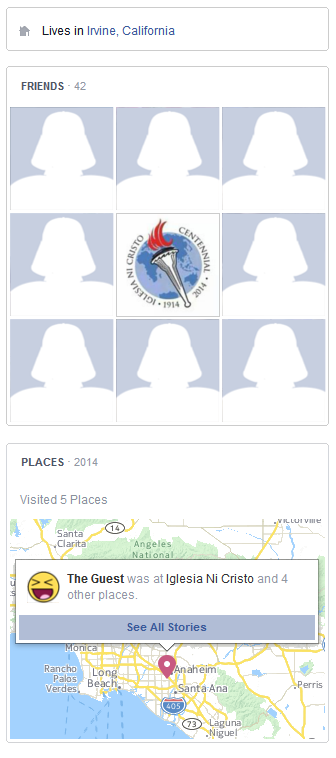 Lives in Irvine, California
FRIENDS · 42
IGLESIA NI CRISTO CENTENNIAL
· 1914 · 2014 ·
PLACES · 2014
Visited 5 Places
Victorville
14
Santa
Clarita
Angeles
National
The Guest was at Iglesia Ni Cristo and 4
other places.
See All Stories
Monica
Rancho
Palos
Verdes
Long
Beach
Anaheim
Santa Ana
Perris
405
73
Laguna
Niguel